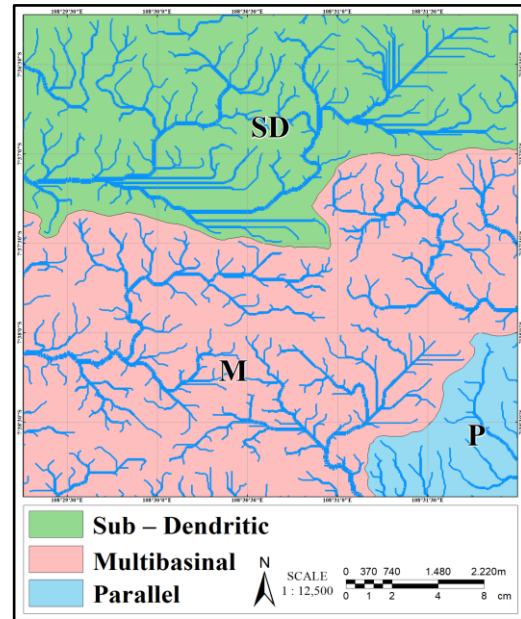 108°29'30"E 108°30'0"E 108°30'30"E 108°31'0"E 108°31'30"E
SD
M
P
108°29'30"E 108°30'0"E 108°30'30"E 108°31'0"E 108°31'30"E
Sub – Dendritic
Multibasinal
Parallel
N
SCALE
1 : 12,500
0 370 740 1.480 2.220m
0 1 2 4 6 8 cm